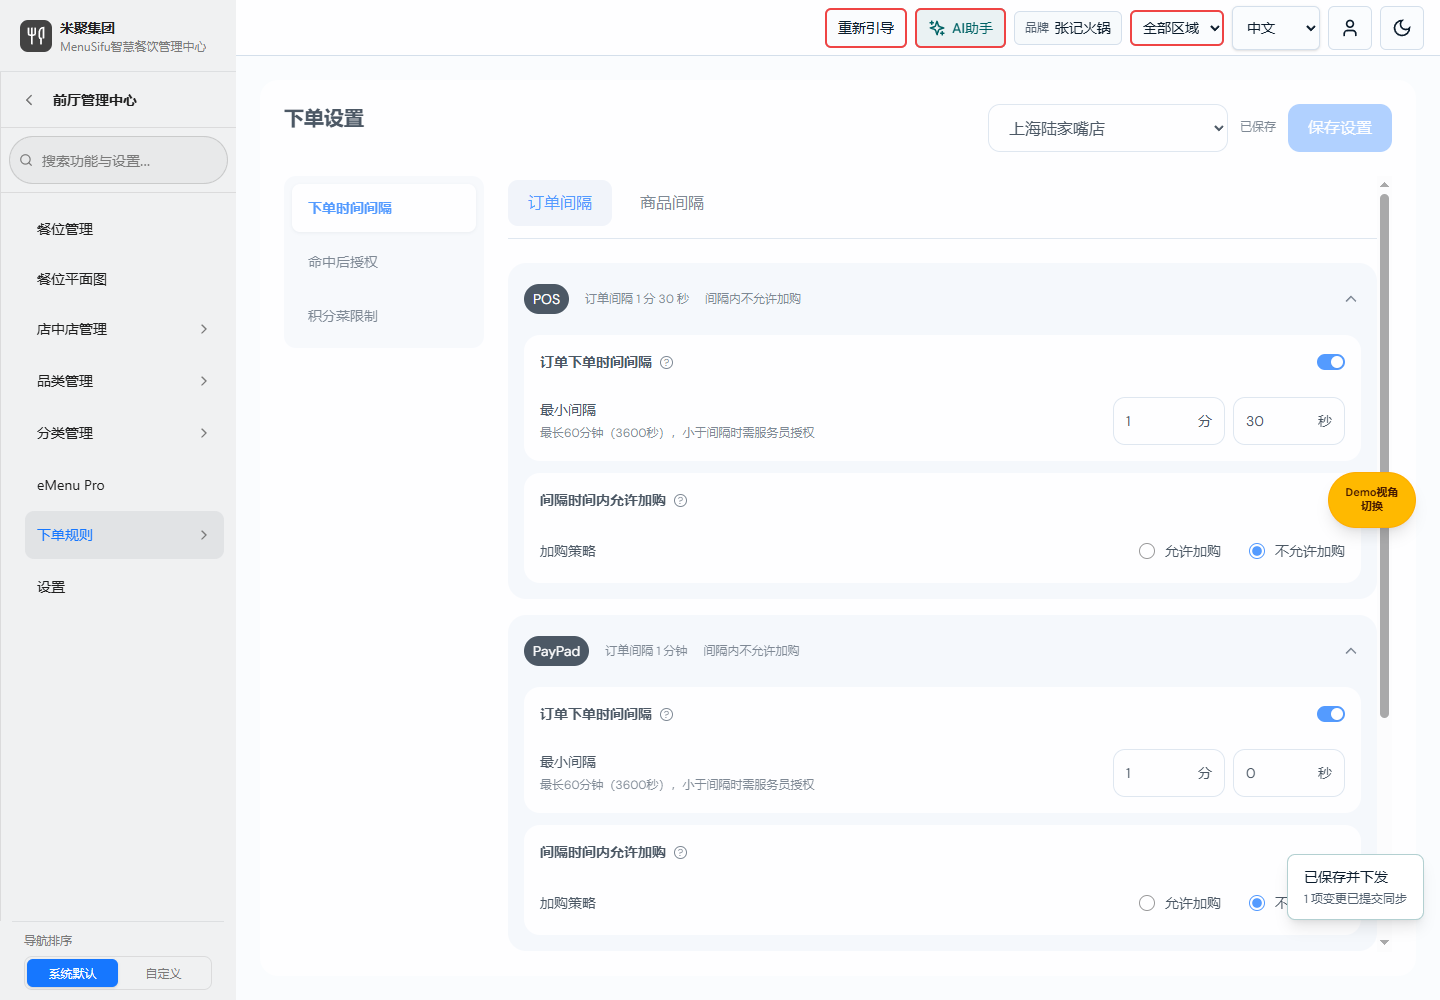 米聚集团
MenuSifu智慧餐饮管理中心
重新引导
AI助手
品牌 张记火锅
全部区域
中文
前厅管理中心
搜索功能与设置...
餐位管理
餐位平面图
店中店管理
品类管理
分类管理
eMenu Pro
下单规则
设置
导航排序
系统默认
自定义
下单设置
上海陆家嘴店
已保存
保存设置
下单时间间隔
命中后授权
积分菜限制
订单间隔
商品间隔
POS
订单间隔 1 分 30 秒
间隔内不允许加购
订单下单时间间隔
最小间隔
最长60分钟（3600秒），小于间隔时需服务员授权
1 分
30 秒
间隔时间内允许加购
加购策略
允许加购
不允许加购
Demo视角
切换
PayPad
订单间隔 1 分钟
间隔内不允许加购
订单下单时间间隔
最小间隔
最长60分钟（3600秒），小于间隔时需服务员授权
1 分
0 秒
间隔时间内允许加购
加购策略
允许加购
不
已保存并下发
1 项变更已提交同步